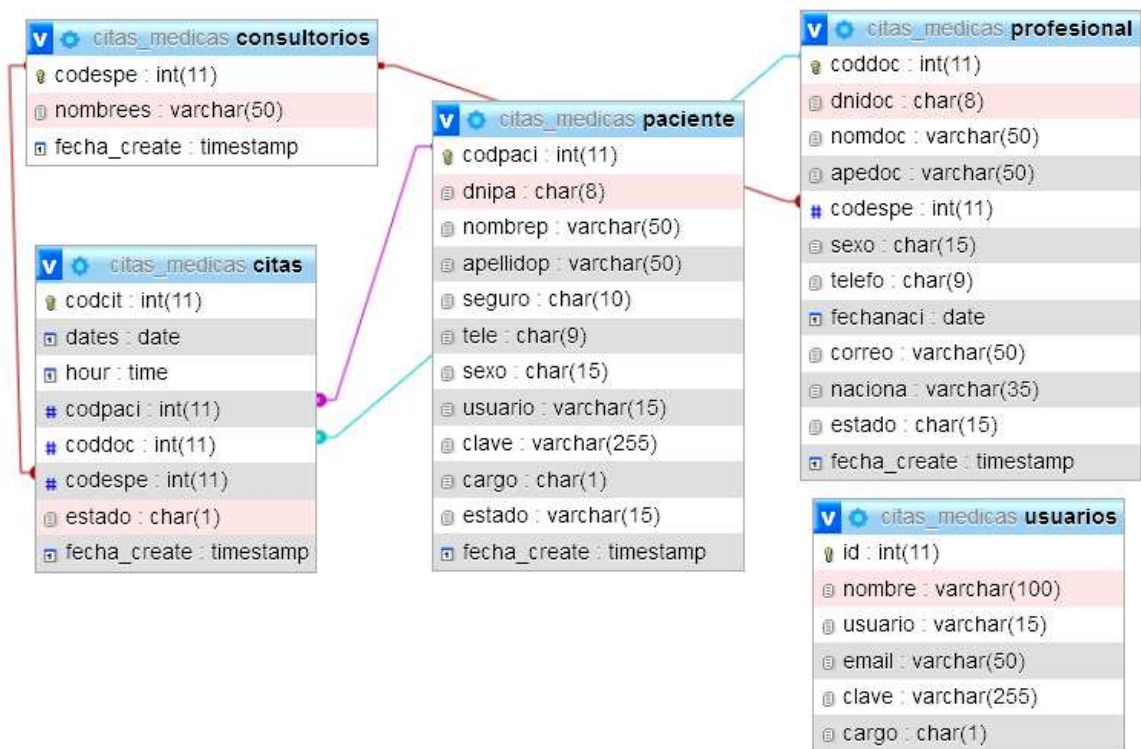 citas_medicas consultorios
codespe : int(11)
nombrees : varchar(50)
fecha_create : timestamp
citas_medicas citas
codcit : int(11)
dates : date
hour : time
codpaci : int(11)
coddoc : int(11)
codespe : int(11)
estado : char(1)
fecha_create : timestamp
citas_medicas paciente
codpaci : int(11)
dnipa : char(8)
nombrep : varchar(50)
apellidop : varchar(50)
seguro : char(10)
tele : char(9)
sexo : char(15)
usuario : varchar(15)
clave : varchar(255)
cargo : char(1)
estado : varchar(15)
fecha_create : timestamp
citas_medicas profesional
coddoc : int(11)
dnidoc : char(8)
nomdoc : varchar(50)
apedoc : varchar(50)
codespe : int(11)
sexo : char(15)
telefo : char(9)
fechanaci : date
correo : varchar(50)
naciona : varchar(35)
estado : char(15)
fecha_create : timestamp
citas_medicas usuarios
id : int(11)
nombre : varchar(100)
usuario : varchar(15)
email : varchar(50)
clave : varchar(255)
cargo : char(1)